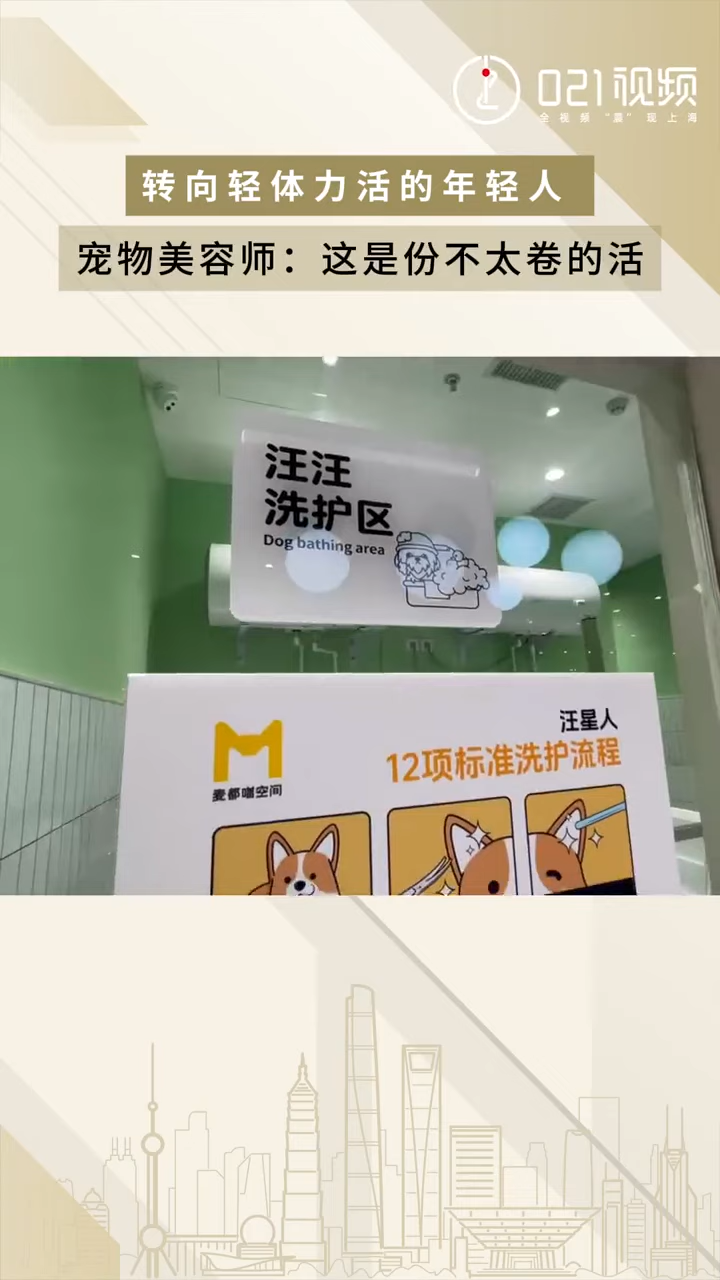 021视频
全视频“晨”现上海
转向轻体力活的年轻人
宠物美容师：这是份不太卷的活
汪汪
洗护区
Dog bathing area
汪星人
12项标准洗护流程
麦都咖空间